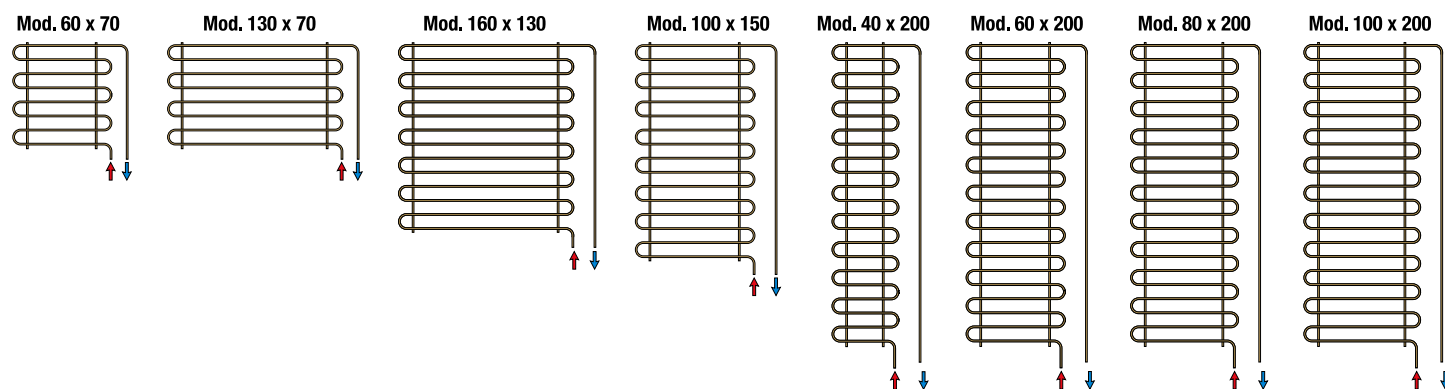 Mod. 60 x 70
Mod. 130 x 70
Mod. 160 x 130
Mod. 100 x 150
Mod. 40 x 200
Mod. 60 x 200
Mod. 80 x 200
Mod. 100 x 200